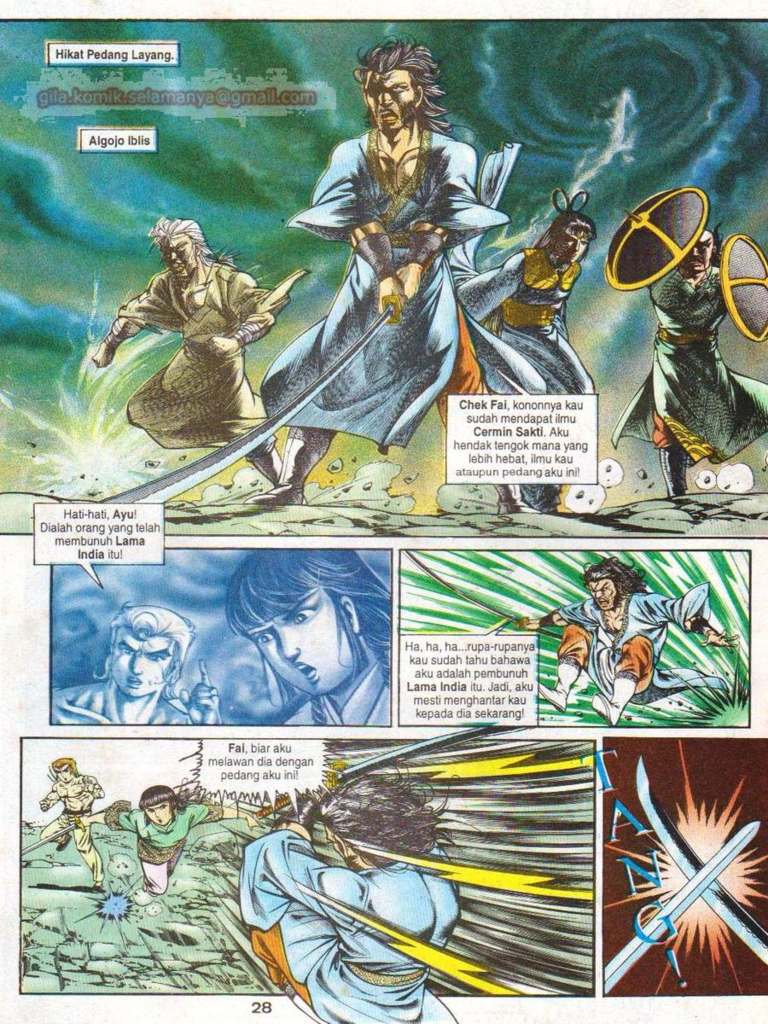 Hikat Pedang Layang.
gila.komik.selamanya@gmail.com
Algojo Iblis
Chek Fai, kononnya kau
sudah mendapat ilmu
Cermin Sakti. Aku
hendak tengok mana yang
lebih hebat, ilmu kau
ataupun pedang aku ini!
Hati-hati, Ayu!
Dialah orang yang telah
membunuh Lama
India itu!
Ha, ha, ha...rupa-rupanya
kau sudah tahu bahawa
aku adalah pembunuh
Lama India itu. Jadi, aku
mesti menghantar kau
kepada dia sekarang!
Fai, biar aku
melawan dia dengan
pedang aku ini!
TANG!
28